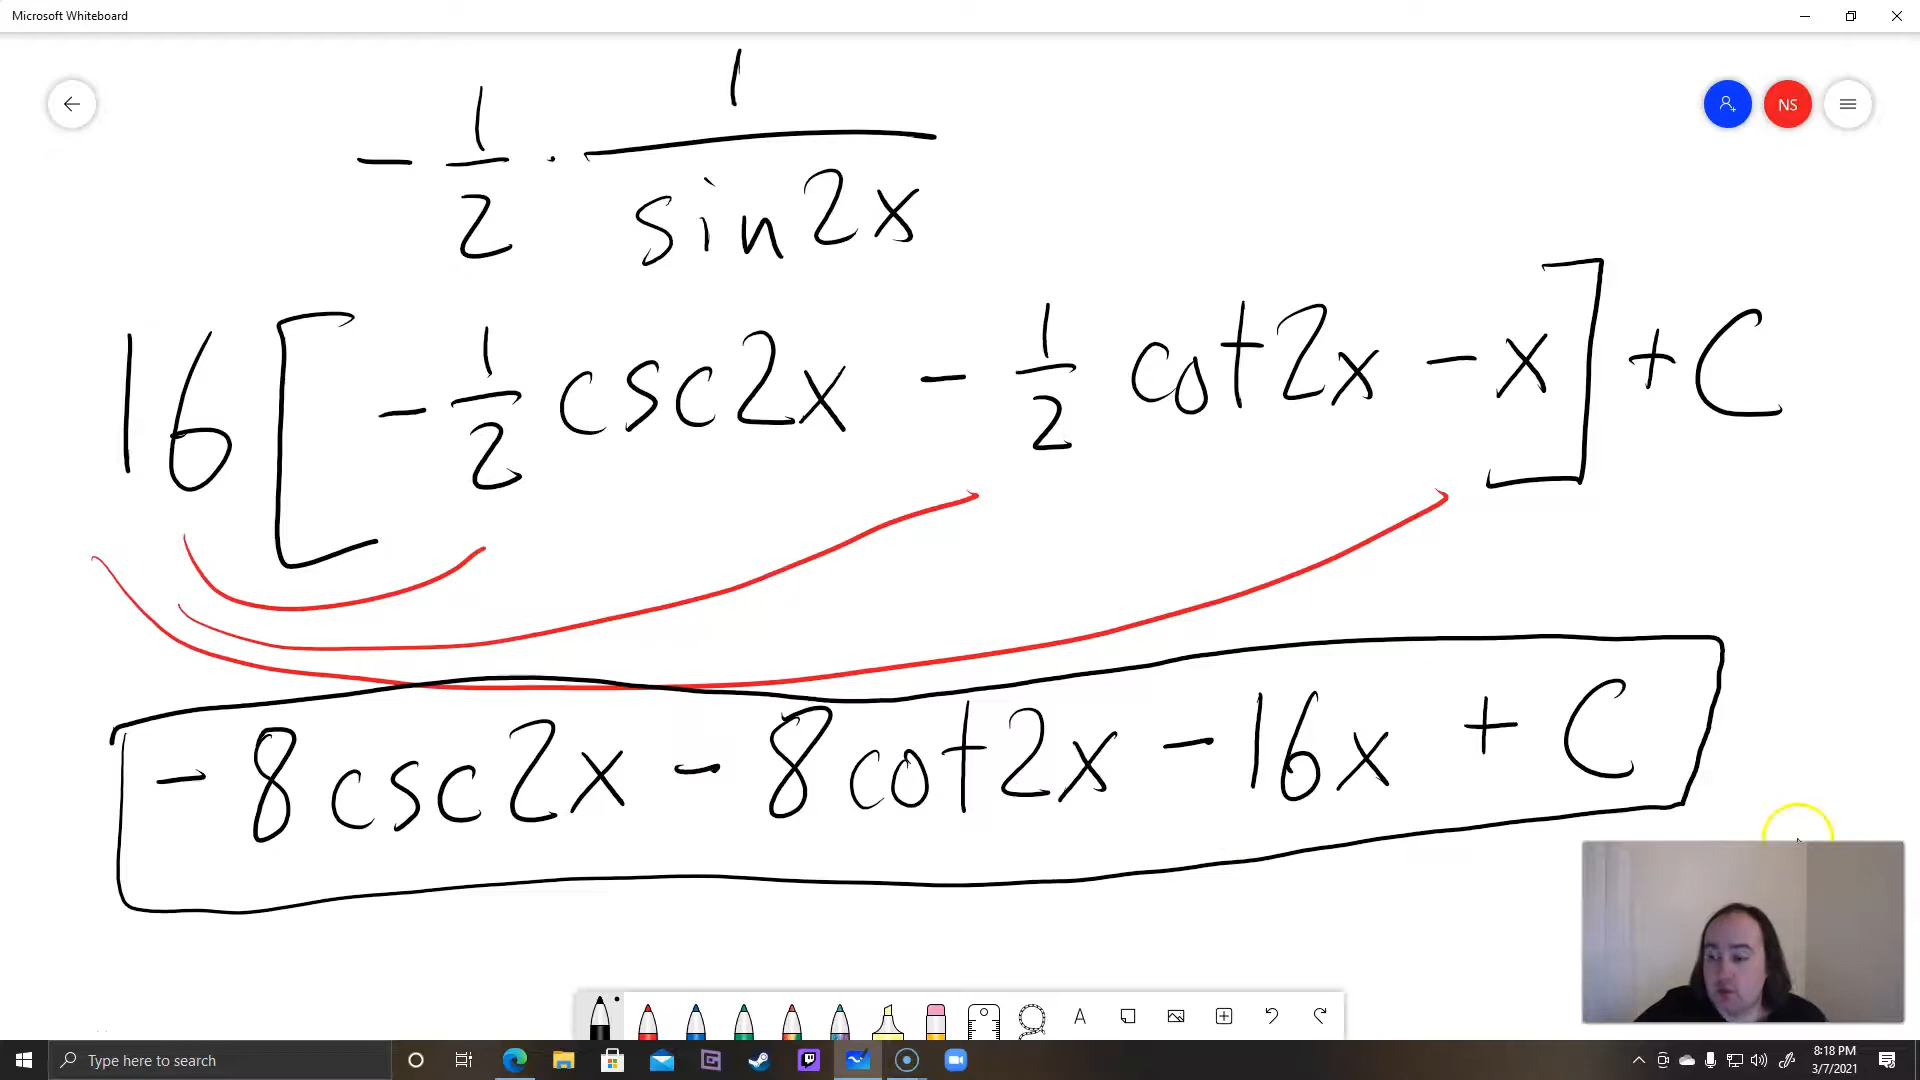 Microsoft Whiteboard
NS
- 1/2 · 1/sin2x
16[-1/2 csc2x - 1/2 cot2x - x] + C
-8csc2x - 8cot2x - 16x + C
A
Type here to search
8:18 PM
3/7/2021